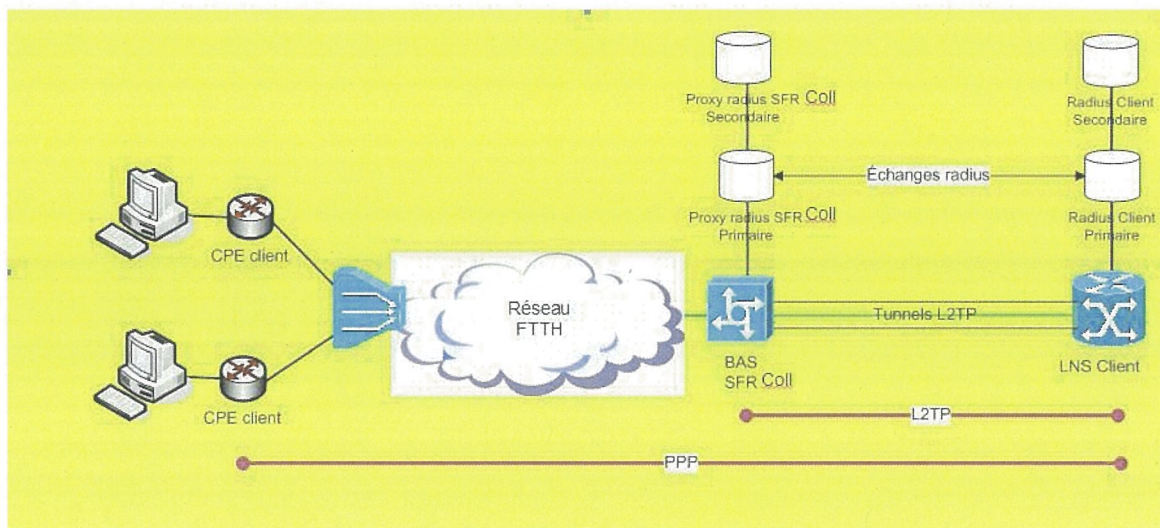 Proxy radius SFR Coll
Secondaire
Radius Client
Secondaire
Échanges radius
Proxy radius SFR Coll
Primaire
Radius Client
Primaire
CPE client
Réseau
FTTH
Tunnels L2TP
BAS
SFR Coll
LNS Client
CPE client
L2TP
PPP